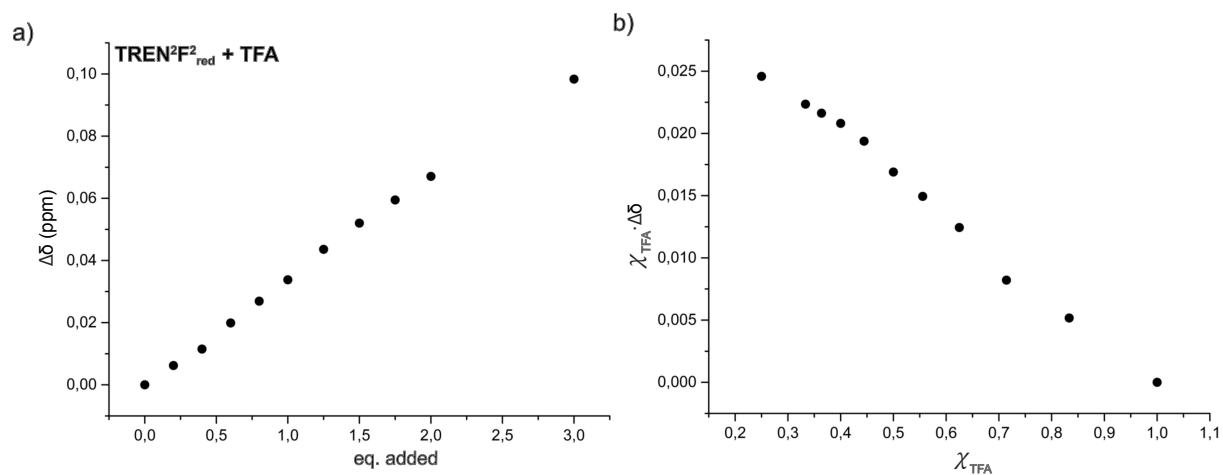 a)
TREN²F²red + TFA
0,10
0,08
0,06
0,04
0,02
0,00
Δδ (ppm)
0,0 0,5 1,0 1,5 2,0 2,5 3,0
eq. added
b)
0,025
0,020
0,015
0,010
0,005
0,000
χTFA·Δδ
0,2 0,3 0,4 0,5 0,6 0,7 0,8 0,9 1,0 1,1
χTFA